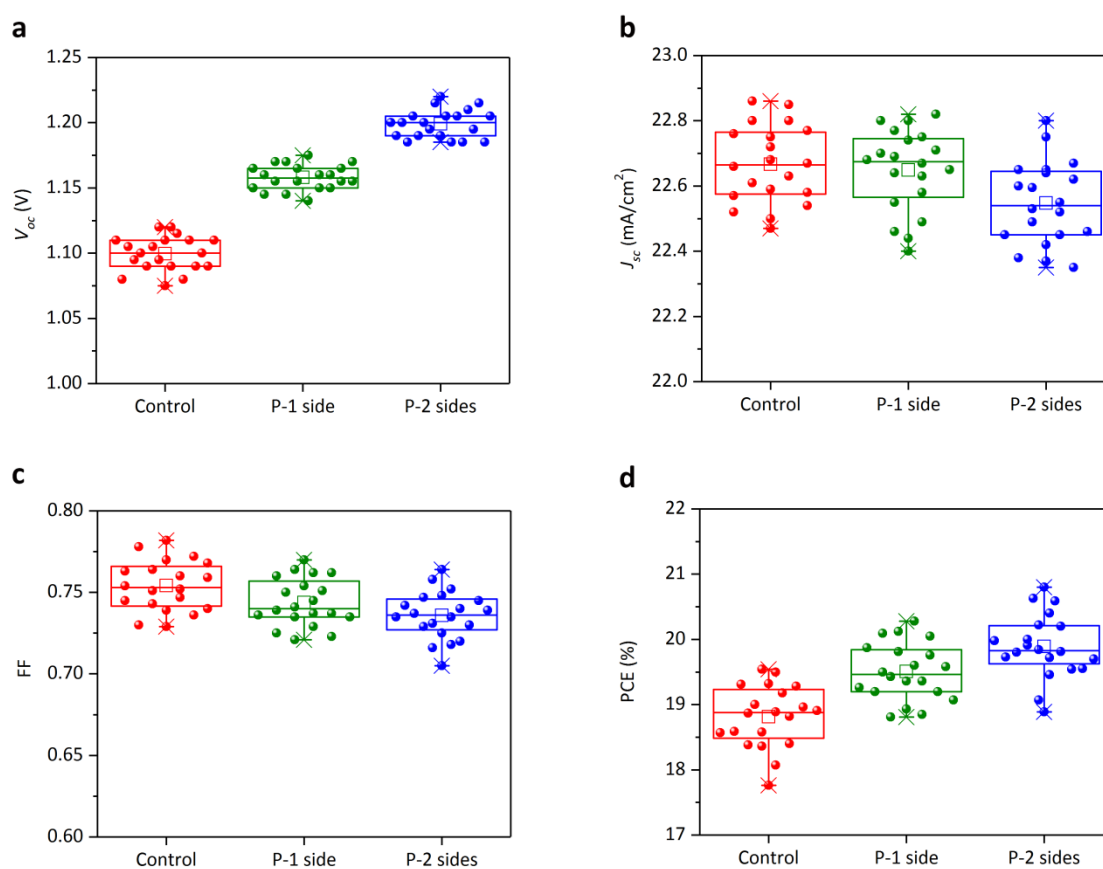 a
1.25
1.20
1.15
1.10
1.05
1.00
Voc (V)
Control P-1 side P-2 sides
b
23.0
22.8
22.6
22.4
22.2
22.0
Jsc (mA/cm²)
Control P-1 side P-2 sides
c
0.80
0.75
0.70
0.65
0.60
FF
Control P-1 side P-2 sides
d
22
21
20
19
18
17
PCE (%)
Control P-1 side P-2 sides